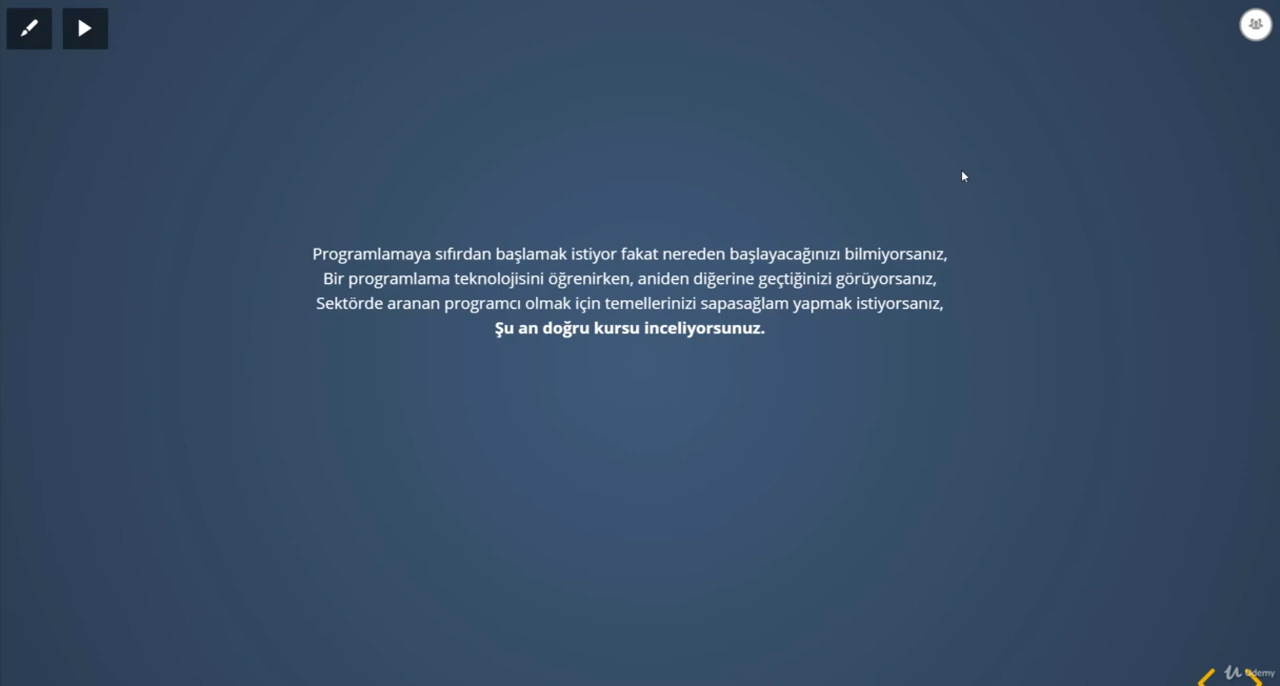 Programlamaya sıfırdan başlamak istiyor fakat nereden başlayacağınızı bilmiyorsanız,
Bir programlama teknolojisini öğrenirken, aniden diğerine geçtiğinizi görüyorsanız,
Sektörde aranan programcı olmak için temellerinizi sapasağlam yapmak istiyorsanız,
Şu an doğru kursu inceliyorsunuz.
Udemy